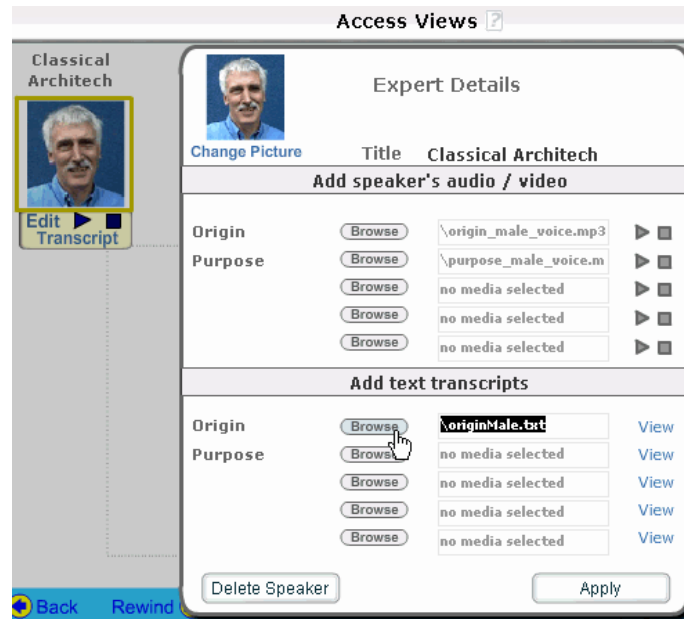 Access Views ?
Classical
Architech
Edit
Transcript
Expert Details
Change Picture
Title Classical Architech
Add speaker's audio / video
Origin Browse \origin_male_voice.mp3
Purpose Browse \purpose_male_voice.m
Browse no media selected
Browse no media selected
Browse no media selected
Add text transcripts
Origin Browse \originMale.txt View
Purpose Browse no media selected View
Browse no media selected View
Browse no media selected View
Browse no media selected View
Delete Speaker Apply
Back Rewind